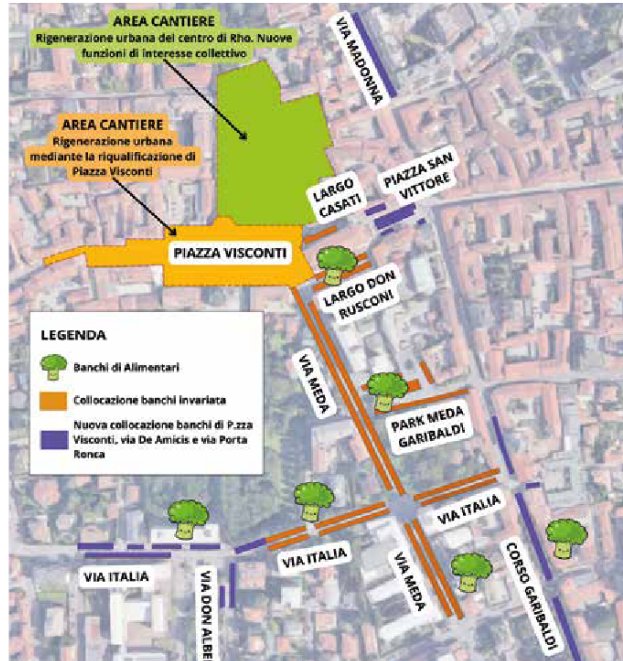 AREA CANTIERE
Rigenerazione urbana del centro di Rho. Nuove
funzioni di interesse collettivo
VIA MADONNA
AREA CANTIERE
Rigenerazione urbana
mediante la riqualificazione di
Piazza Visconti
LARGO
CASATI
PIAZZA SAN
VITTORE
PIAZZA VISCONTI
LARGO DON
RUSCONI
LEGENDA
Banchi di Alimentari
Collocazione banchi invariata
Nuova collocazione banchi di P.zza
Visconti, via De Amicis e via Porta
Ronca
VIA MEDA
PARK MEDA
GARIBALDI
VIA ITALIA
VIA ITALIA
VIA ITALIA
VIA DON ALBE
VIA MEDA
CORSO GARIBALDI